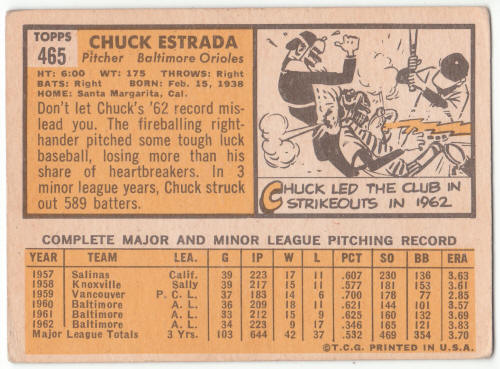 TOPPS
465
CHUCK ESTRADA
Pitcher Baltimore Orioles
HT: 6:00 WT: 175 THROWS: Right
BATS: Right BORN: Feb. 15, 1938
HOME: Santa Margarita, Cal.
Don't let Chuck's '62 record mis-
lead you. The fireballing right-
hander pitched some tough luck
baseball, losing more than his
share of heartbreakers. In 3
minor league years, Chuck struck
out 589 batters.
CHUCK LED THE CLUB IN
STRIKEOUTS IN 1962
COMPLETE MAJOR AND MINOR LEAGUE PITCHING RECORD
YEAR TEAM LEA. G IP W L PCT SO BB ERA
1957 Salinas Calif. 39 223 17 11 .607 230 136 3.63
1958 Knoxville Sally 39 217 15 11 .577 181 153 3.61
1959 Vancouver P.C.L. 37 183 14 6 .700 178 77 2.85
1960 Baltimore A.L. 36 209 18 11 .621 144 101 3.57
1961 Baltimore A.L. 33 212 15 9 .625 160 132 3.69
1962 Baltimore A.L. 34 223 9 17 .346 165 121 3.83
Major League Totals 3 Yrs. 103 644 42 37 .532 469 354 3.70
©T.C.G. PRINTED IN U.S.A.